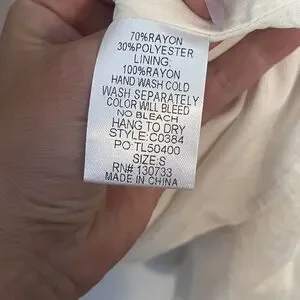 70%RAYON
30%POLYESTER
LINING:
100%RAYON
HAND WASH COLD
WASH SEPARATELY
COLOR WILL BLEED
NO BLEACH
HANG TO DRY
STYLE:C0384
PO:TL50400
SIZE:S
RN# 130733
MADE IN CHINA